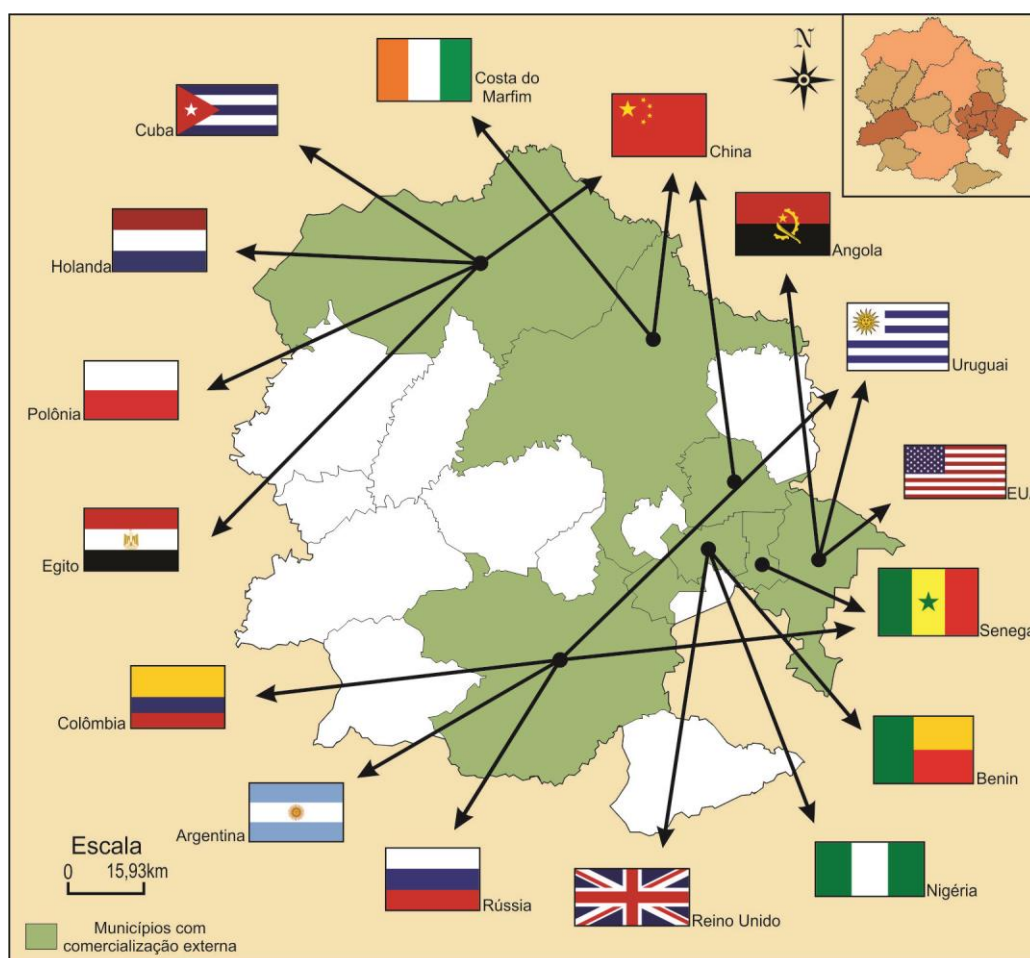 N
Costa do
Marfim
Cuba
China
Angola
Holanda
Uruguai
Polônia
EU
Egito
Senega
Colômbia
Benin
Argentina
Escala
0 15,93km
Rússia
Reino Unido
Nigéria
Municípios com
comercialização externa